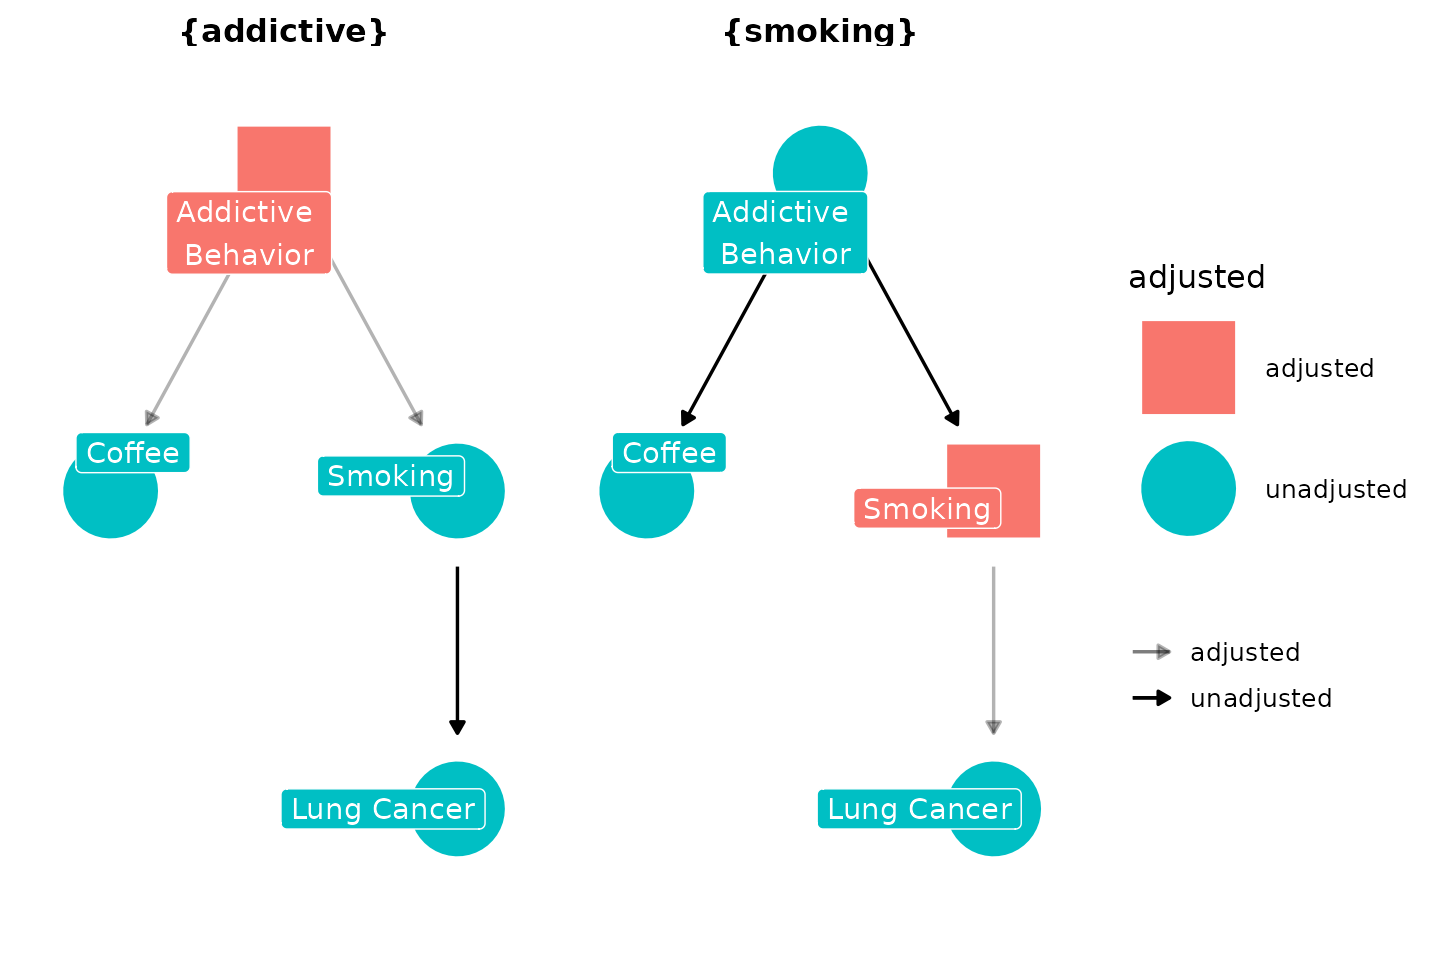 {addictive}
Addictive
Behavior
Coffee
Smoking
Lung Cancer
{smoking}
Addictive
Behavior
Coffee
Smoking
Lung Cancer
adjusted
adjusted
unadjusted
adjusted
unadjusted